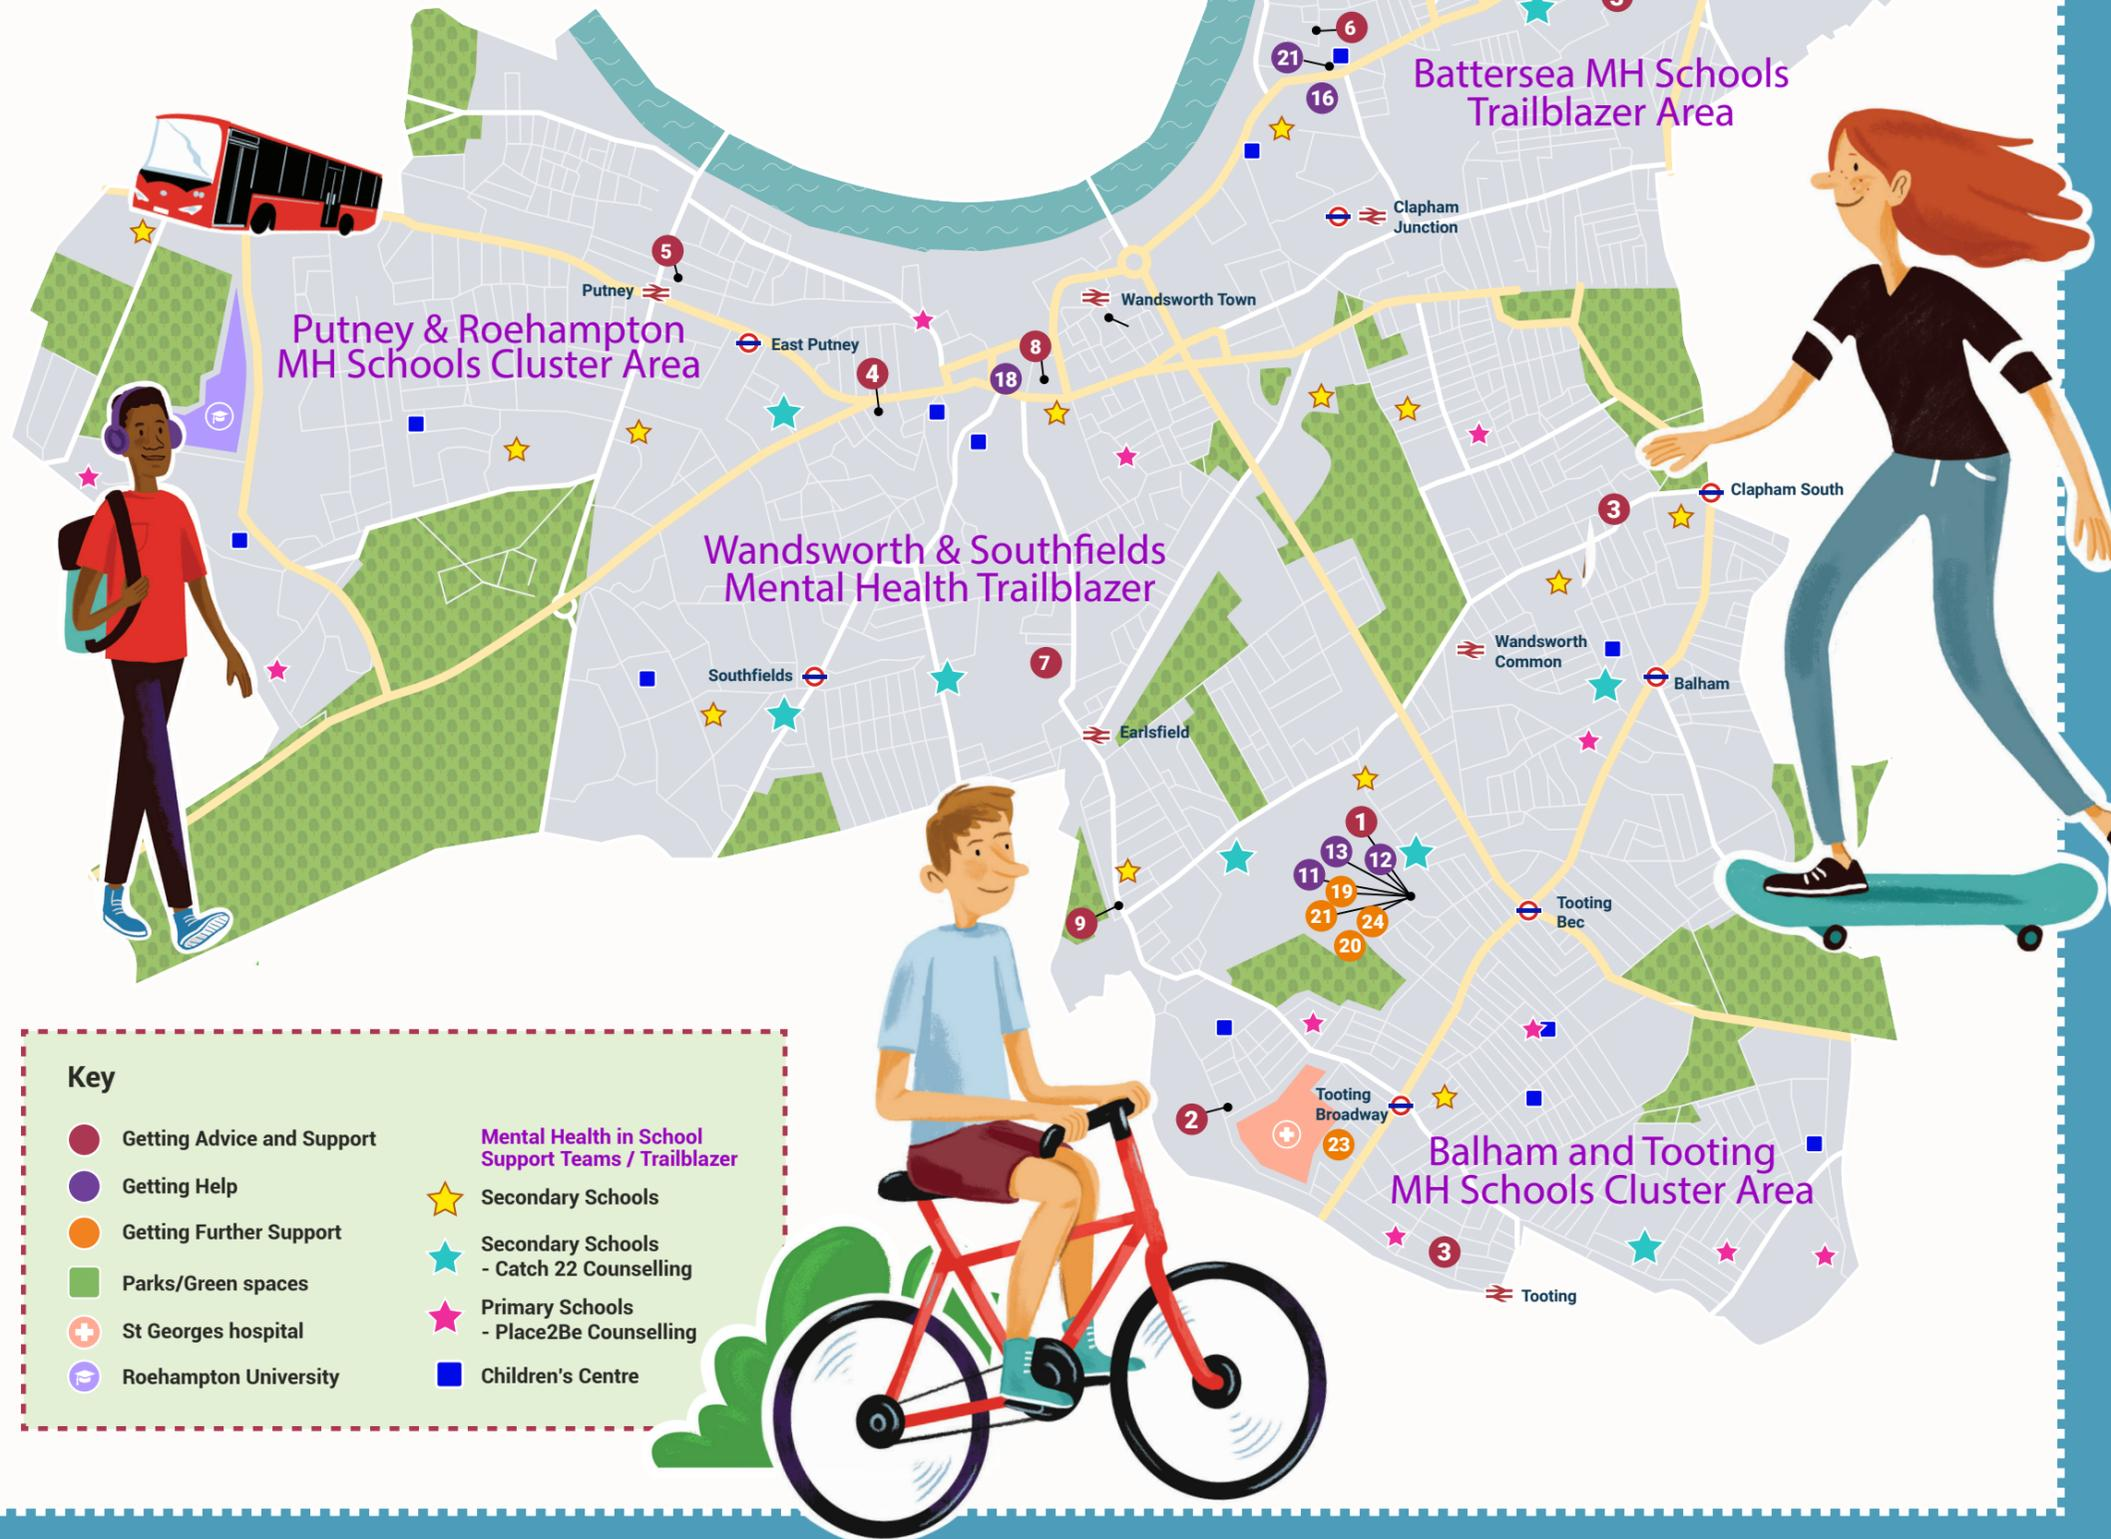 3
6
21
16
Battersea MH Schools
Trailblazer Area
Clapham
Junction
5
Putney
Wandsworth Town
Putney & Roehampton
MH Schools Cluster Area
East Putney
4
8
18
Clapham South
3
Wandsworth & Southfields
Mental Health Trailblazer
Wandsworth
Common
7
Southfields
Balham
Earlsfield
1
13
12
11
19
21
24
20
9
Tooting
Bec
Tooting
Broadway
2
23
Balham and Tooting
MH Schools Cluster Area
3
Tooting
Key
Getting Advice and Support
Getting Help
Getting Further Support
Parks/Green spaces
St Georges hospital
Roehampton University
Mental Health in School
Support Teams / Trailblazer
Secondary Schools
Secondary Schools
- Catch 22 Counselling
Primary Schools
- Place2Be Counselling
Children's Centre